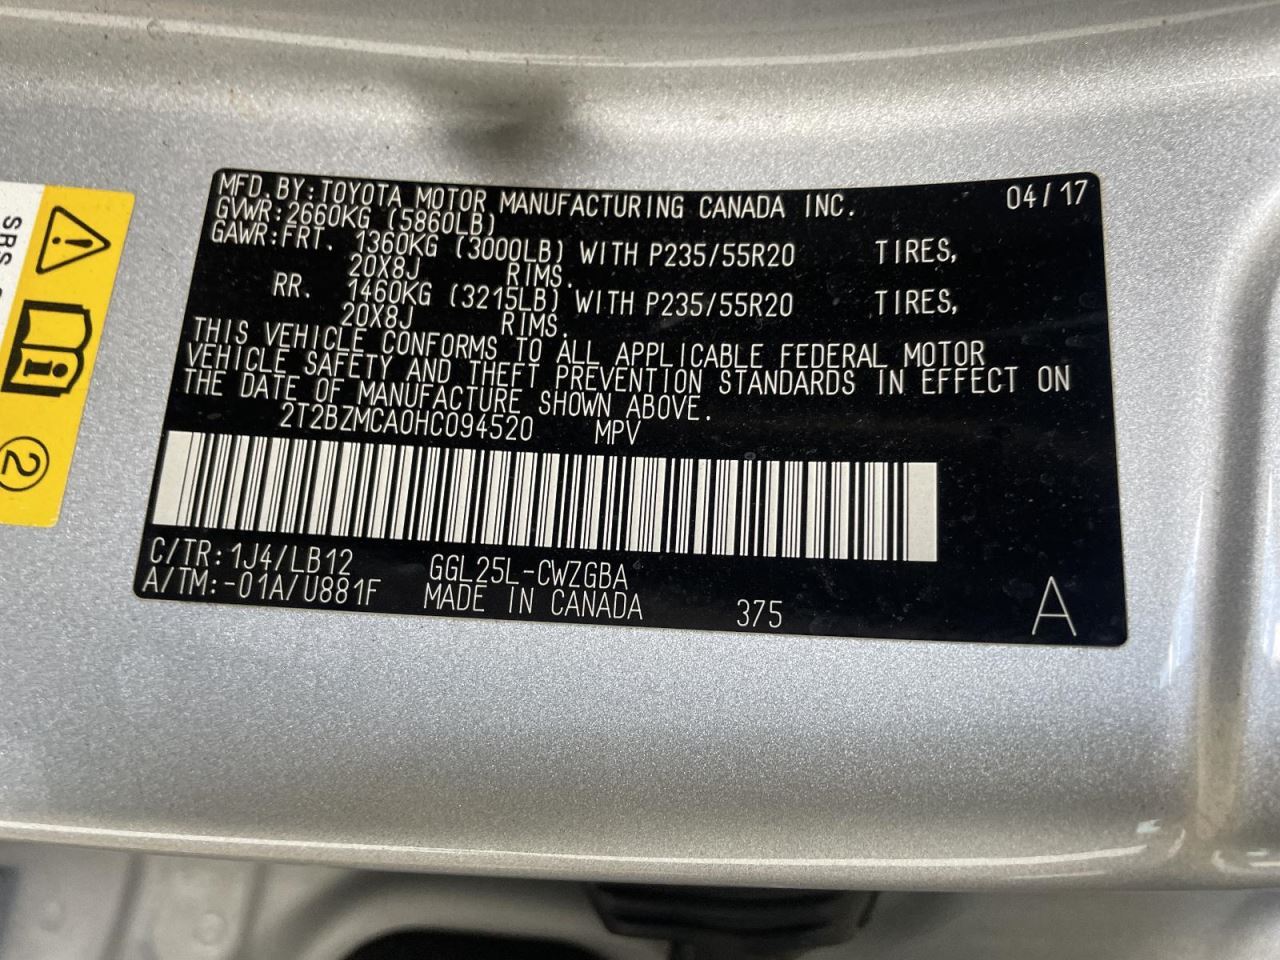 MFD. BY: TOYOTA MOTOR MANUFACTURING CANADA INC. 04/17
GVWR: 2660KG (5860LB)
GAWR: FRT. 1360KG (3000LB) WITH P235/55R20 TIRES,
20X8J RIMS.
RR. 1460KG (3215LB) WITH P235/55R20 TIRES,
20X8J RIMS.
THIS VEHICLE CONFORMS TO ALL APPLICABLE FEDERAL MOTOR
VEHICLE SAFETY AND THEFT PREVENTION STANDARDS IN EFFECT ON
THE DATE OF MANUFACTURE SHOWN ABOVE.
2T2BZMCA0HC094520 MPV
C/TR: 1J4/LB12 GGL25L-CWZGBA
A/TM: -01A/U881F MADE IN CANADA 375 A
SRS
2